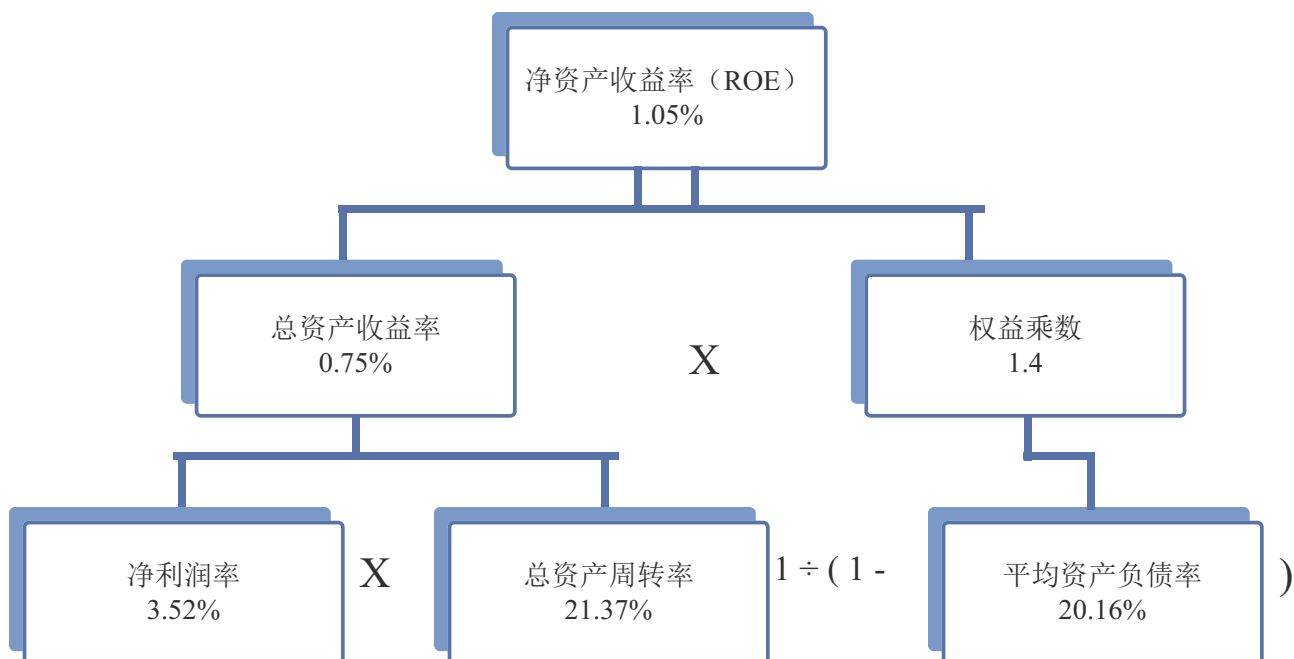 净资产收益率（ROE）
1.05%
总资产收益率
0.75%
X
权益乘数
1.4
净利润率
3.52%
X
总资产周转率
21.37%
1 ÷ ( 1 -
平均资产负债率
20.16%
)